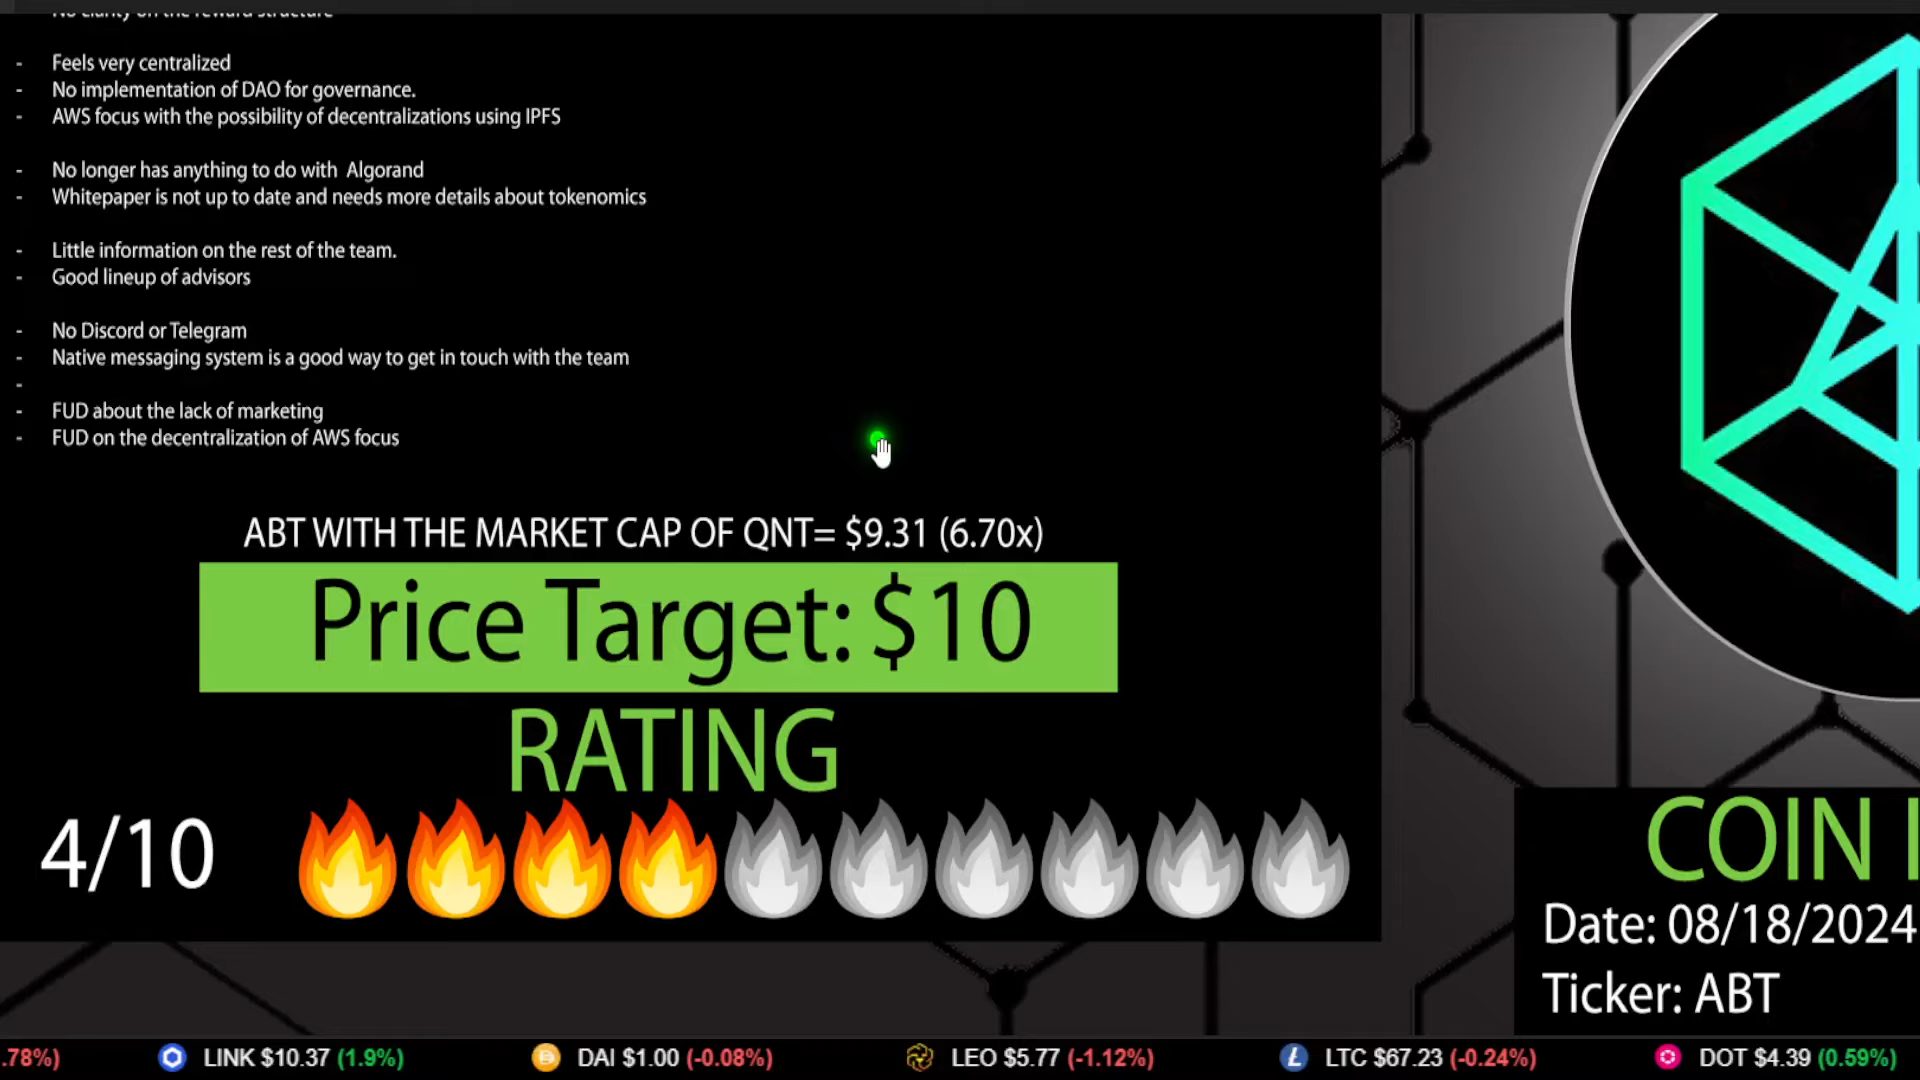 No clarity on the reward structure
- Feels very centralized
- No implementation of DAO for governance.
- AWS focus with the possibility of decentralizations using IPFS
- No longer has anything to do with Algorand
- Whitepaper is not up to date and needs more details about tokenomics
- Little information on the rest of the team.
- Good lineup of advisors
- No Discord or Telegram
- Native messaging system is a good way to get in touch with the team
-
- FUD about the lack of marketing
- FUD on the decentralization of AWS focus
ABT WITH THE MARKET CAP OF QNT= $9.31 (6.70x)
Price Target: $10
RATING
4/10
COIN
Date: 08/18/2024
Ticker: ABT
.78%) LINK $10.37 (1.9%) DAI $1.00 (-0.08%) LEO $5.77 (-1.12%) LTC $67.23 (-0.24%) DOT $4.39 (0.59%)